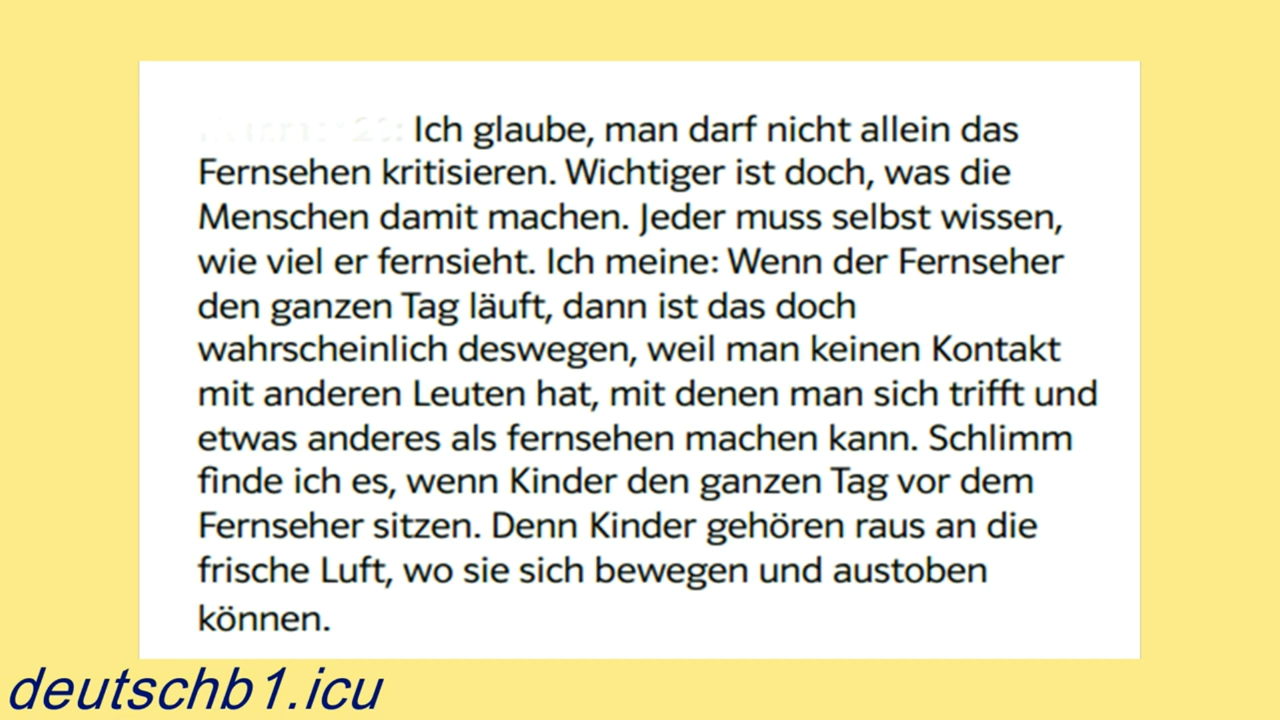 Ich glaube, man darf nicht allein das
Fernsehen kritisieren. Wichtiger ist doch, was die
Menschen damit machen. Jeder muss selbst wissen,
wie viel er fernsieht. Ich meine: Wenn der Fernseher
den ganzen Tag läuft, dann ist das doch
wahrscheinlich deswegen, weil man keinen Kontakt
mit anderen Leuten hat, mit denen man sich trifft und
etwas anderes als fernsehen machen kann. Schlimm
finde ich es, wenn Kinder den ganzen Tag vor dem
Fernseher sitzen. Denn Kinder gehören raus an die
frische Luft, wo sie sich bewegen und austoben
können.
deutschb1.icu